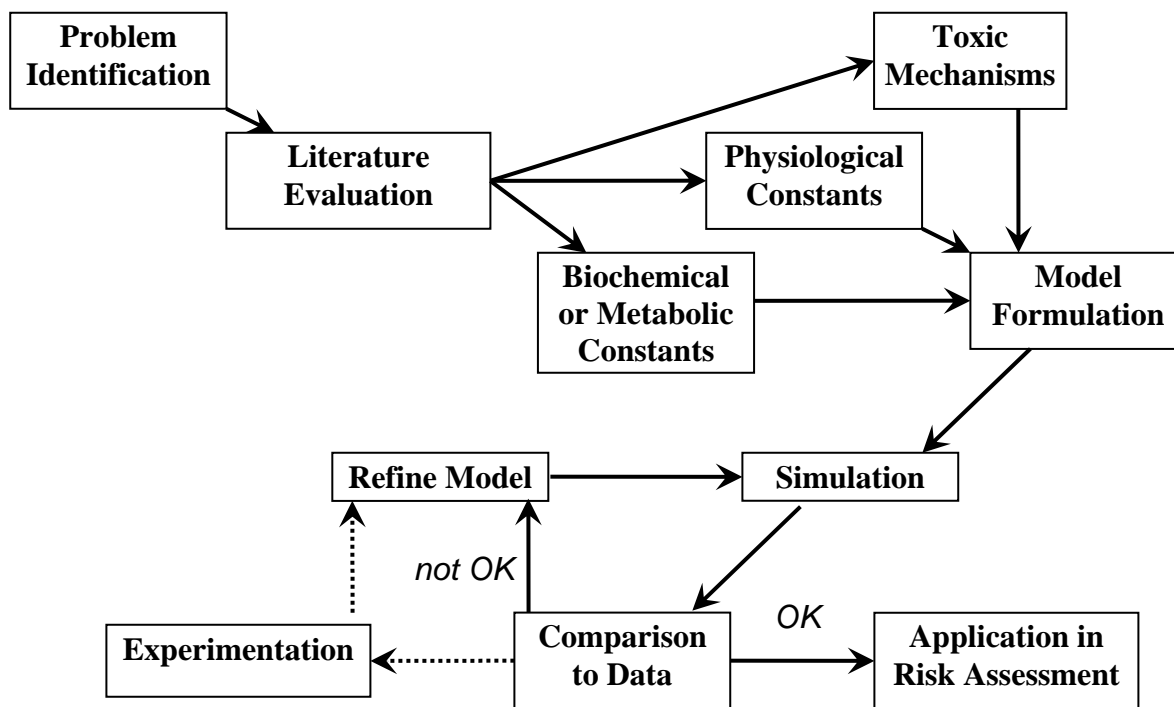 Problem
Identification
Toxic
Mechanisms
Literature
Evaluation
Physiological
Constants
Biochemical
or Metabolic
Constants
Model
Formulation
Refine Model
Simulation
not OK
OK
Experimentation
Comparison
to Data
Application in
Risk Assessment